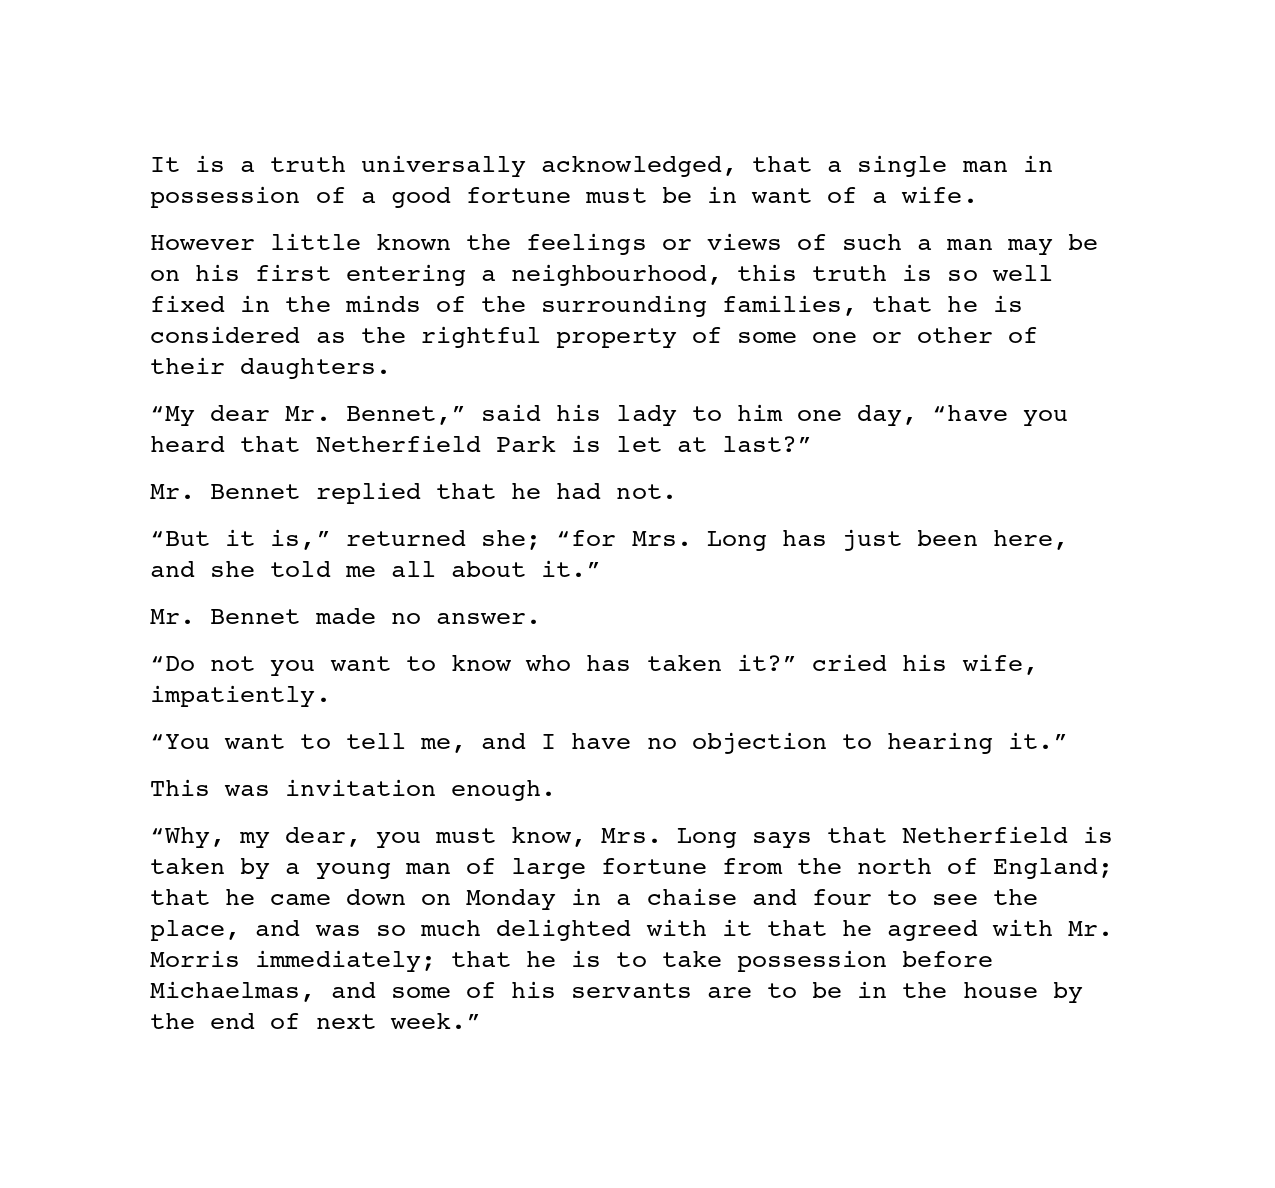 It is a truth universally acknowledged, that a single man in
possession of a good fortune must be in want of a wife.
However little known the feelings or views of such a man may be
on his first entering a neighbourhood, this truth is so well
fixed in the minds of the surrounding families, that he is
considered as the rightful property of some one or other of
their daughters.
“My dear Mr. Bennet,” said his lady to him one day, “have you
heard that Netherfield Park is let at last?”
Mr. Bennet replied that he had not.
“But it is,” returned she; “for Mrs. Long has just been here,
and she told me all about it.”
Mr. Bennet made no answer.
“Do not you want to know who has taken it?” cried his wife,
impatiently.
“You want to tell me, and I have no objection to hearing it.”
This was invitation enough.
“Why, my dear, you must know, Mrs. Long says that Netherfield is
taken by a young man of large fortune from the north of England;
that he came down on Monday in a chaise and four to see the
place, and was so much delighted with it that he agreed with Mr.
Morris immediately; that he is to take possession before
Michaelmas, and some of his servants are to be in the house by
the end of next week.”